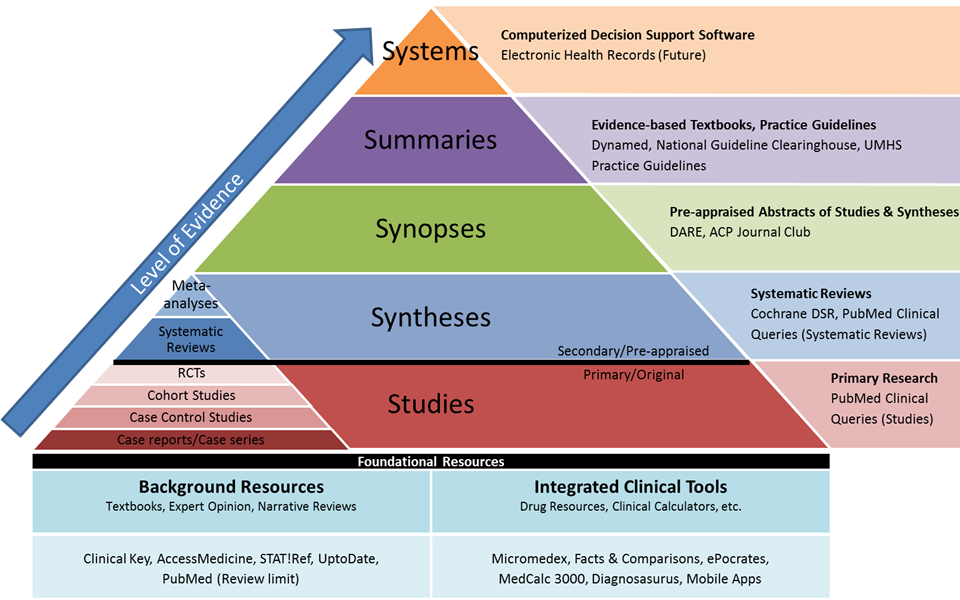 Systems
Computerized Decision Support Software
Electronic Health Records (Future)
Level of Evidence
Summaries
Evidence-based Textbooks, Practice Guidelines
Dynamed, National Guideline Clearinghouse, UMHS
Practice Guidelines
Synopses
Pre-appraised Abstracts of Studies & Syntheses
DARE, ACP Journal Club
Meta-
analyses
Systematic
Reviews
Syntheses
Systematic Reviews
Cochrane DSR, PubMed Clinical
Queries (Systematic Reviews)
Secondary/Pre-appraised
Primary/Original
RCTs
Cohort Studies
Case Control Studies
Case reports/Case series
Studies
Primary Research
PubMed Clinical
Queries (Studies)
Foundational Resources
Background Resources
Textbooks, Expert Opinion, Narrative Reviews
Clinical Key, AccessMedicine, STAT!Ref, UptoDate,
PubMed (Review limit)
Integrated Clinical Tools
Drug Resources, Clinical Calculators, etc.
Micromedex, Facts & Comparisons, ePocrates,
MedCalc 3000, Diagnosaurus, Mobile Apps